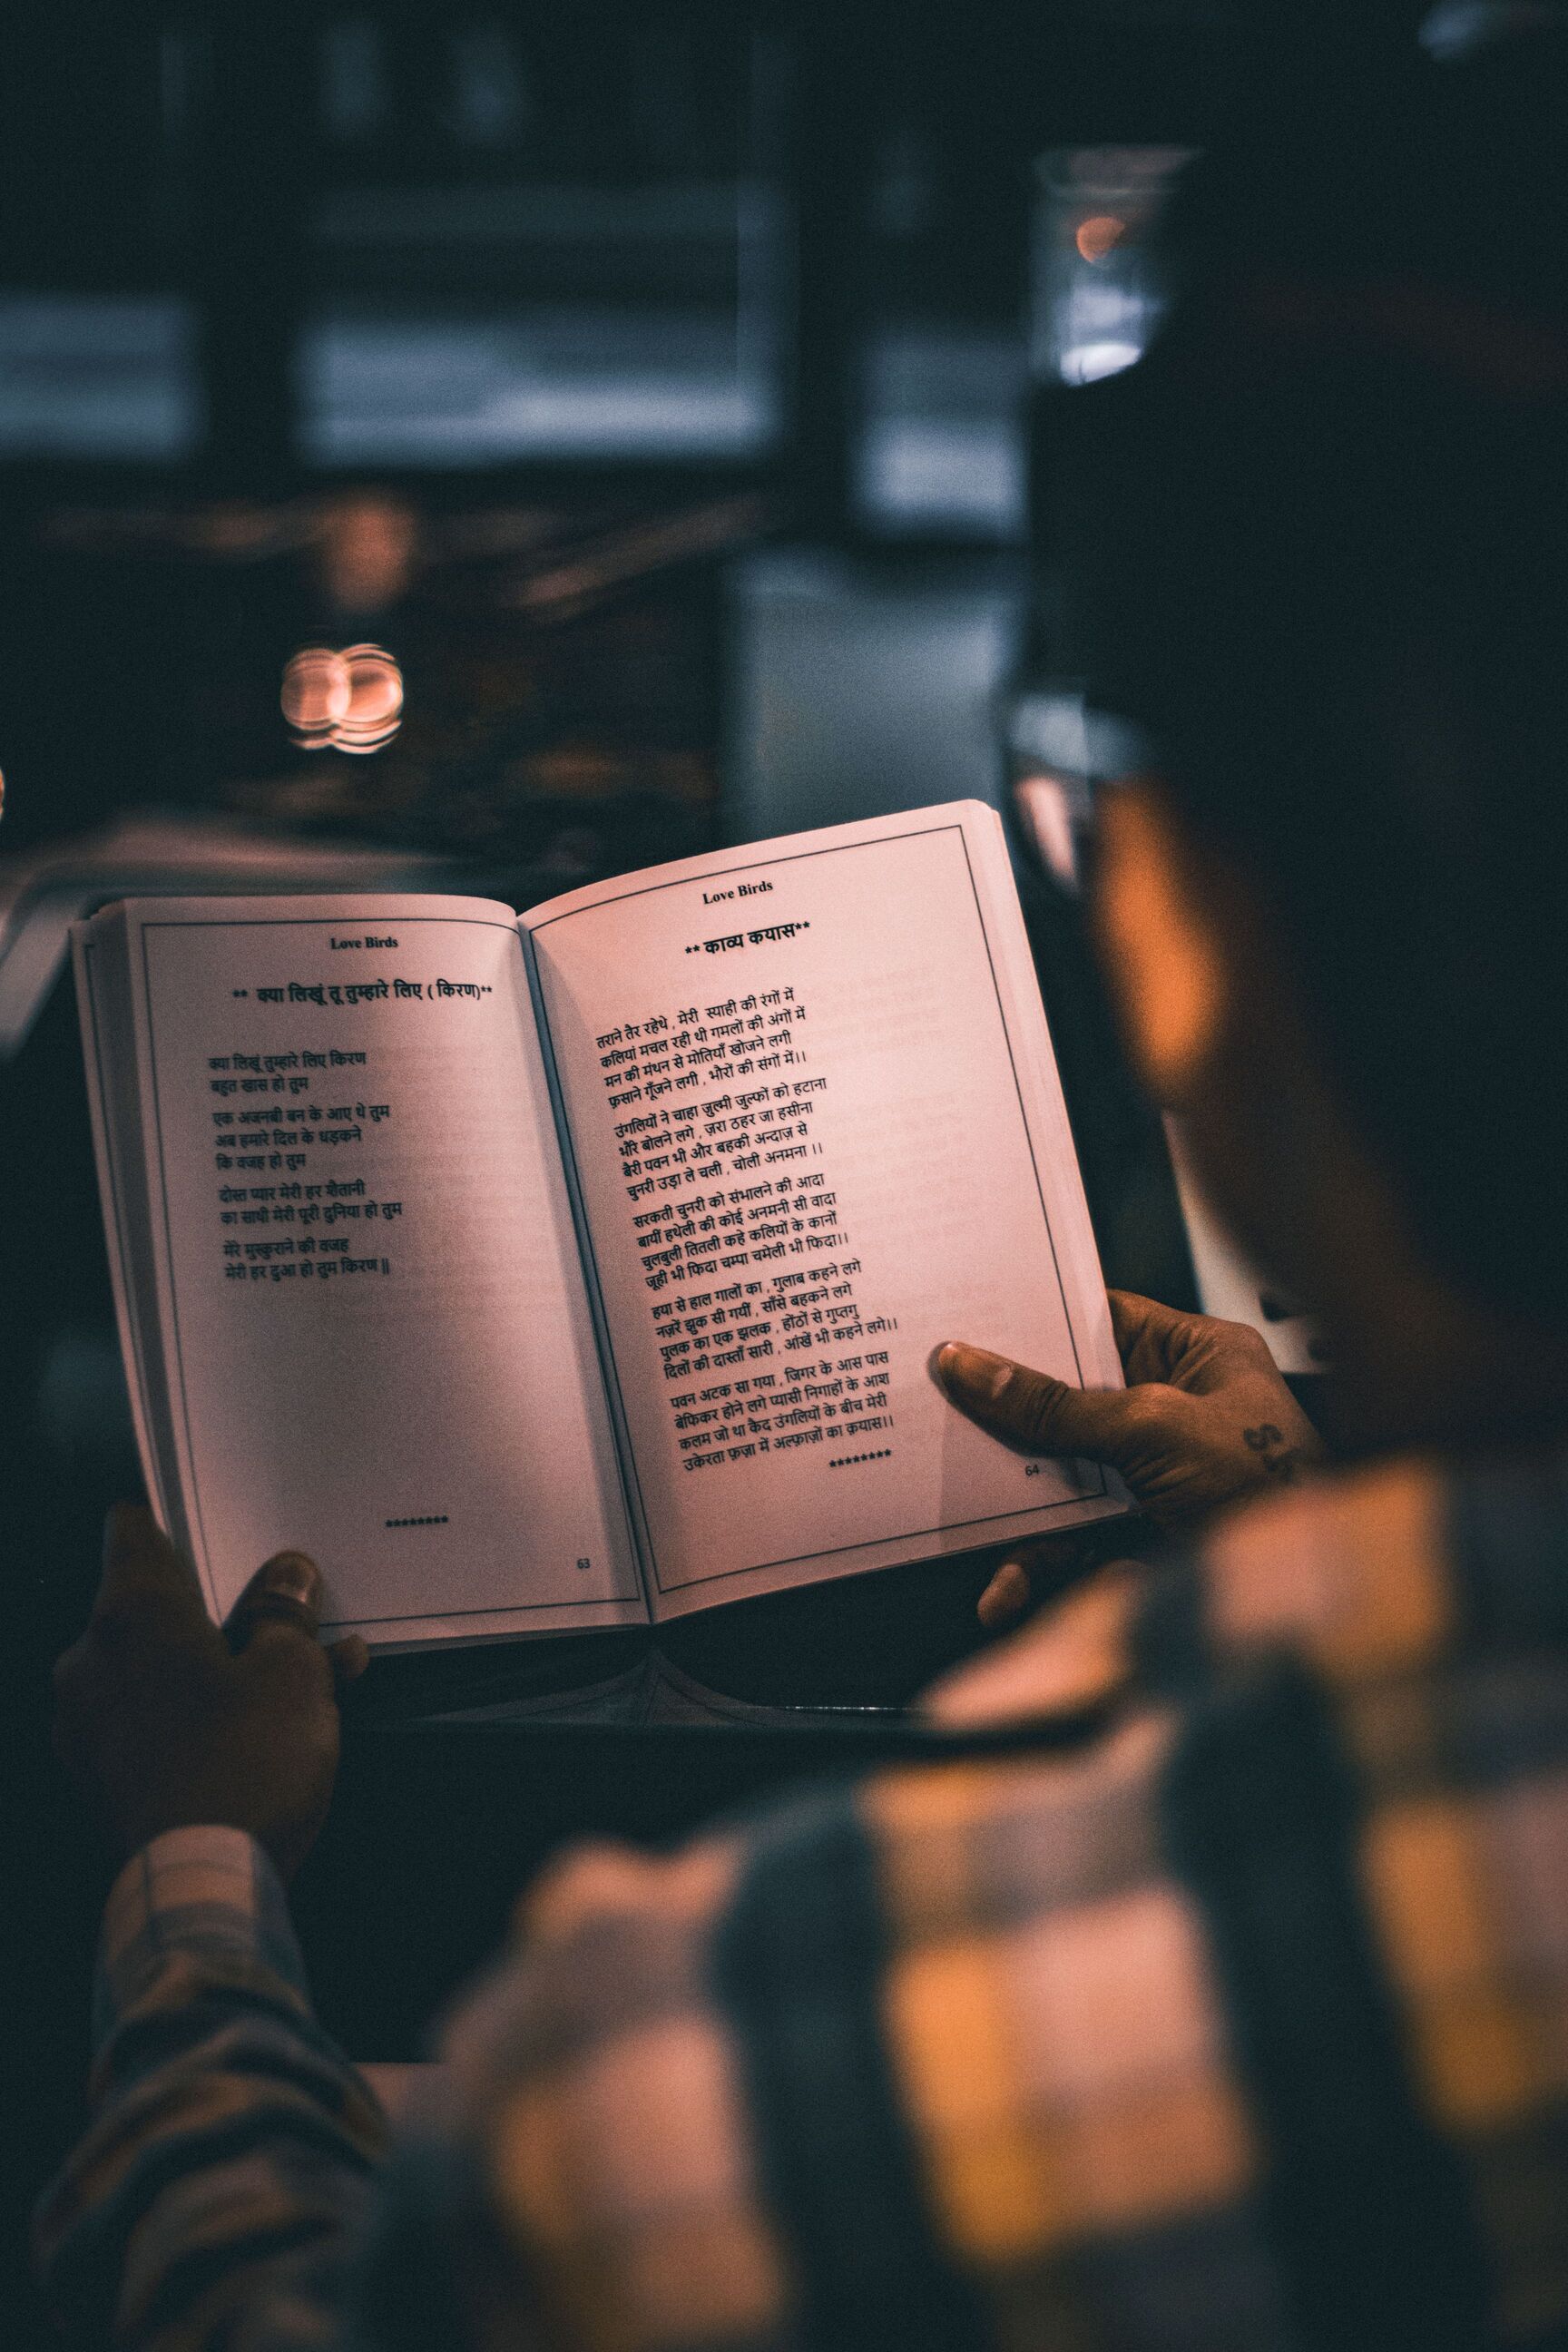 Love Birds
** क्या लिखूं तू तुम्हारे लिए ( किरण)**
क्या लिखूं तुम्हारे लिए किरण
बहुत खास हो तुम
एक अजनबी बन के आए थे तुम
अब हमारे दिल के धड़कने
कि वजह हो तुम
दोस्त प्यार मेरी हर शैतानी
का साथी मेरी पूरी दुनिया हो तुम
मेरे मुस्कुराने की वजह
मेरी हर दुआ हो तुम किरण ||
********
63
Love Birds
** काव्य कयास**
तराने तैर रहेथे , मेरी स्याही की रंगों में
कलियां मचल रही थी गमलों की अंगों में
मन की मंथन से मोतियाँ खोजने लगी
फ़साने गूँजने लगी , भौरों की संगों में।।
उंगलियों ने चाहा जुल्मी जुल्फों को हटाना
भौंरे बोलने लगे , ज़रा ठहर जा हसीना
बैरी पवन भी और बहकी अन्दाज़ से
चुनरी उड़ा ले चली , चोली अनमना ।।
सरकती चुनरी को संभालने की आदा
बायीं हथेली की कोई अनमनी सी वादा
चुलबुली तितली कहे कलियों के कानों
जूही भी फिदा चम्पा चमेली भी फिदा।।
हया से हाल गालों का , गुलाब कहने लगे
नज़रें झुक सी गयीं , साँसे बहकने लगे
पुलक का एक झलक , होंठों से गुप्तगु
दिलों की दास्ताँ सारी , आंखें भी कहने लगे।।
पवन अटक सा गया , जिगर के आस पास
बेफिकर होने लगे प्यासी निगाहों के आश
कलम जो था कैद उंगलियों के बीच मेरी
उकेरता फ़ज़ा में अल्फ़ाज़ों का क़यास।।
********
64